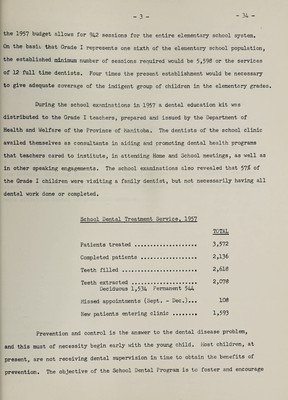 - 3 -
- 34 -
the 1957 budget allows for 942 sessions for the entire elementary school system.
On the basis that Grade I represents one sixth of the elementary school population,
the established minimum number of sessions required would be 5,598 or the services
of 12 full time dentists. Four times the present establishment would be necessary
to give adequate coverage of the indigent group of children in the elementary grades.
During the school examinations in 1957 a dental education kit was
distributed to the Grade I teachers, prepared and issued by the Department of
Health and Welfare of the Province of Manitoba. The dentists of the school clinic
availed themselves as consultants in aiding and promoting dental health programs
that teachers cared to institute, in attending Home and School meetings, as well as
in other speaking engagements. The school examinations also revealed that 57% of
the Grade I children were visiting a family dentist, but not necessarily having all
dental work done or completed.
School Dental Treatment Service, 1957
TOTAL
Patients treated .................... 3,572
Completed patients .................. 2,136
Teeth filled ........................ 2,618
Teeth extracted ..................... 2,078
Deciduous 1,534 Permanent 544
Missed appointments (Sept. - Dec.)... 108
New patients entering clinic ........ 1,593
Prevention and control is the answer to the dental disease problem,
and this must of necessity begin early with the young child. Most children, at
present, are not receiving dental supervision in time to obtain the benefits of
prevention. The objective of the School Dental Program is to foster and encourage